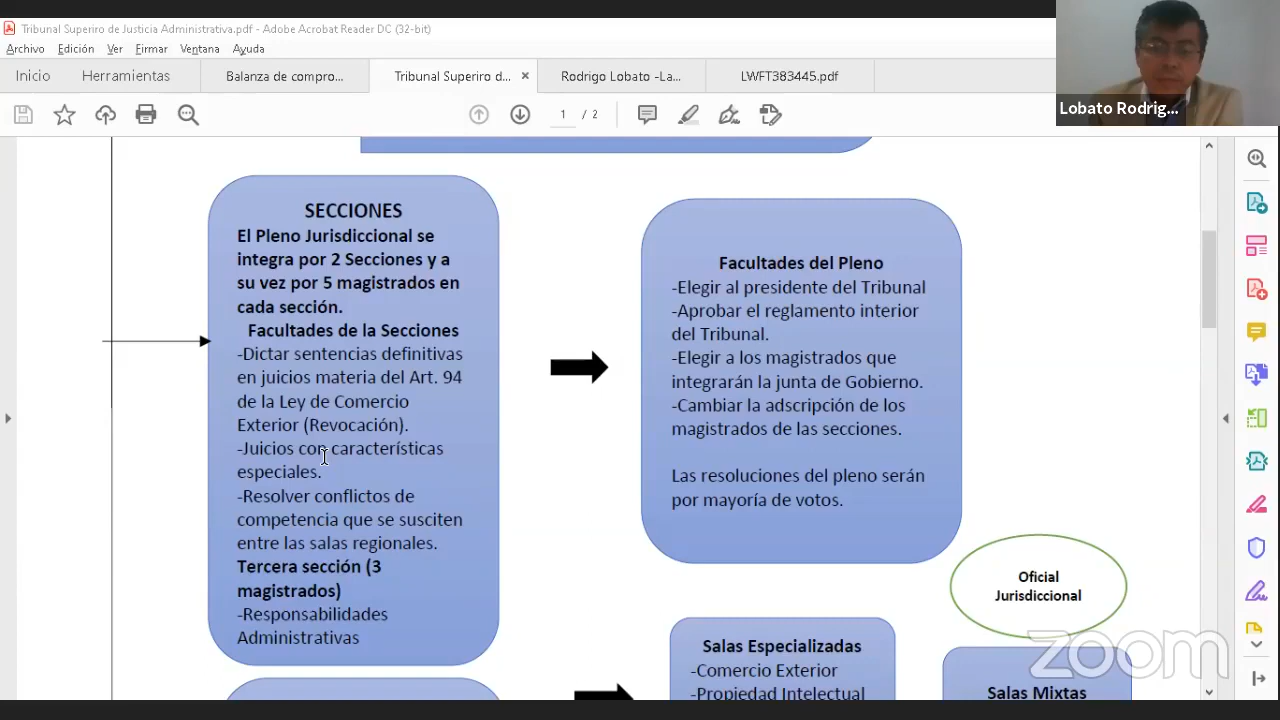 Tribunal Superiro de Justicia Administrativa.pdf - Adobe Acrobat Reader DC (32-bit)
Archivo Edición Ver Firmar Ventana Ayuda
Inicio Herramientas Balanza de compro... Tribunal Superiro d... × Rodrigo Lobato -La... LWFT383445.pdf
1 / 2
Lobato Rodrig...
SECCIONES
El Pleno Jurisdiccional se
integra por 2 Secciones y a
su vez por 5 magistrados en
cada sección.
Facultades de la Secciones
-Dictar sentencias definitivas
en juicios materia del Art. 94
de la Ley de Comercio
Exterior (Revocación).
-Juicios con características
especiales.
-Resolver conflictos de
competencia que se susciten
entre las salas regionales.
Tercera sección (3
magistrados)
-Responsabilidades
Administrativas
Facultades del Pleno
-Elegir al presidente del Tribunal
-Aprobar el reglamento interior
del Tribunal.
-Elegir a los magistrados que
integrarán la junta de Gobierno.
-Cambiar la adscripción de los
magistrados de las secciones.
Las resoluciones del pleno serán
por mayoría de votos.
Oficial
Jurisdiccional
Salas Especializadas
-Comercio Exterior
-Propiedad Intelectual
Salas Mixtas
zoom